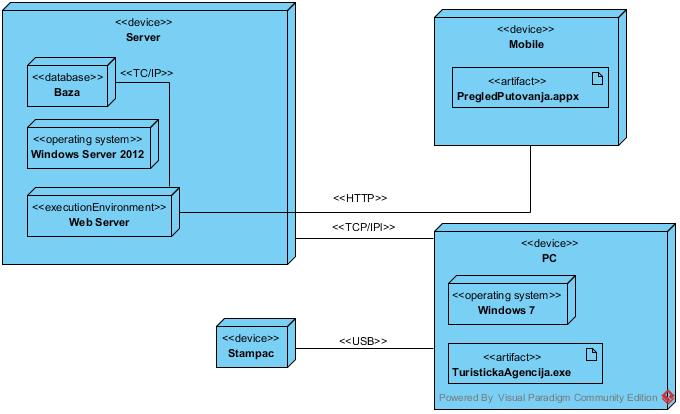 <<device>>
Server
<<database>>
Baza
<<TC/IP>>
<<operating system>>
Windows Server 2012
<<executionEnvironment>>
Web Server
<<device>>
Mobile
<<artifact>>
PregledPutovanja.appx
<<HTTP>>
<<TCP/IPI>>
<<device>>
PC
<<operating system>>
Windows 7
<<artifact>>
TuristickaAgencija.exe
<<device>>
Stampac
<<USB>>
Powered By Visual Paradigm Community Edition